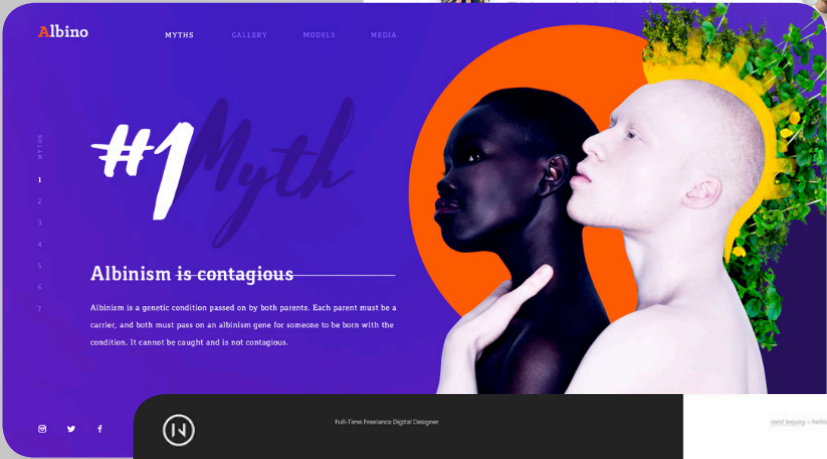 Albino
MYTHS GALLERY MODELS MEDIA
MYTHS
#1 Myth
1
2
3
4
5
6
7
Albinism is contagious
Albinism is a genetic condition passed on by both parents. Each parent must be a
carrier, and both must pass on an albinism gene for someone to be born with the
condition. It cannot be caught and is not contagious.
Full-Time Freelance Digital Designer
send inquiry – hello